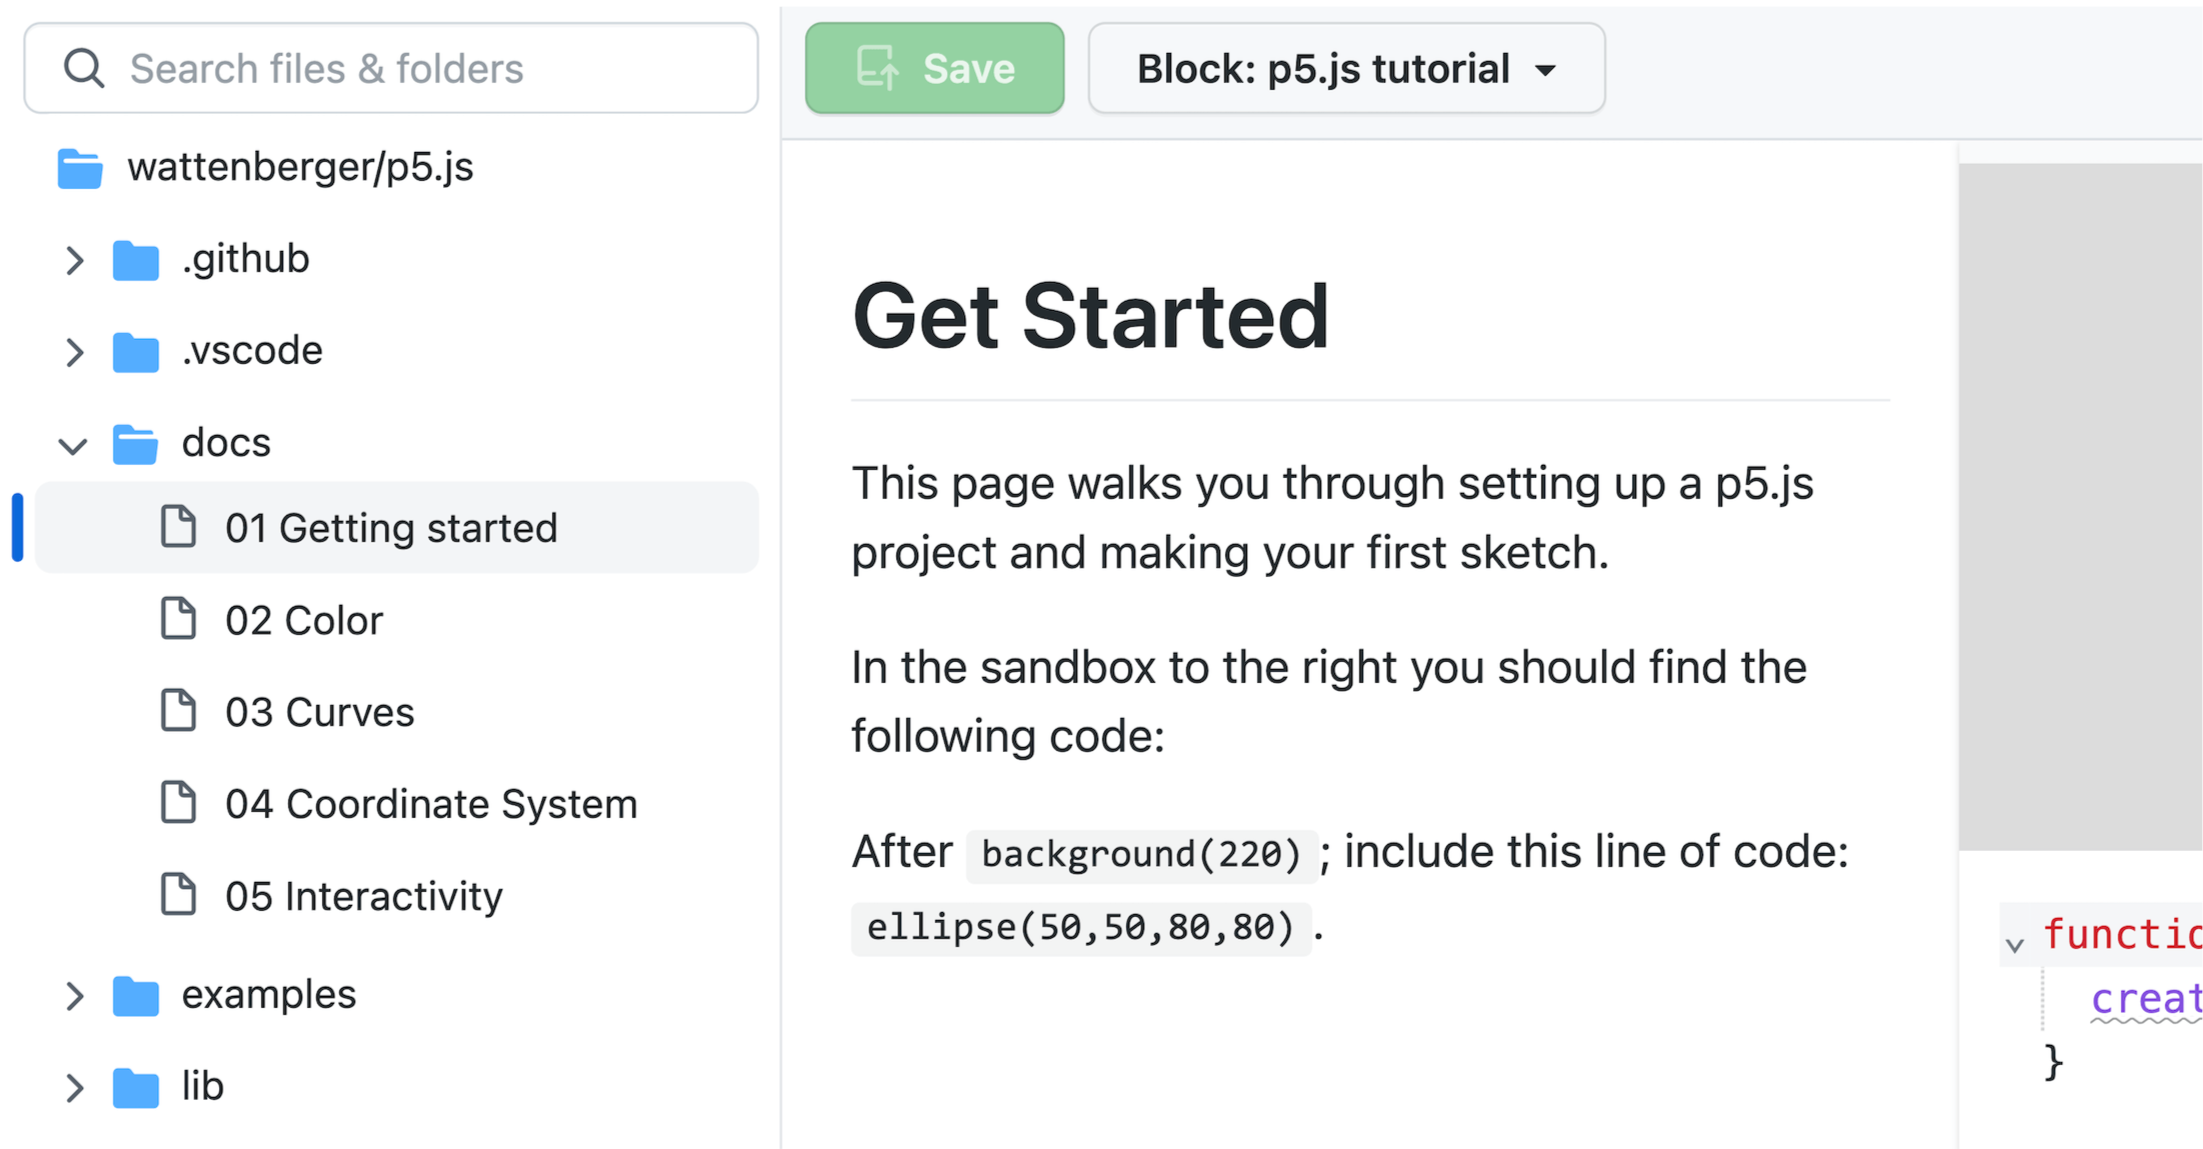 Search files & folders
Save
Block: p5.js tutorial
wattenberger/p5.js
.github
.vscode
docs
01 Getting started
02 Color
03 Curves
04 Coordinate System
05 Interactivity
examples
lib
Get Started
This page walks you through setting up a p5.js
project and making your first sketch.
In the sandbox to the right you should find the
following code:
After background(220); include this line of code:
ellipse(50,50,80,80).
functio
creat
}